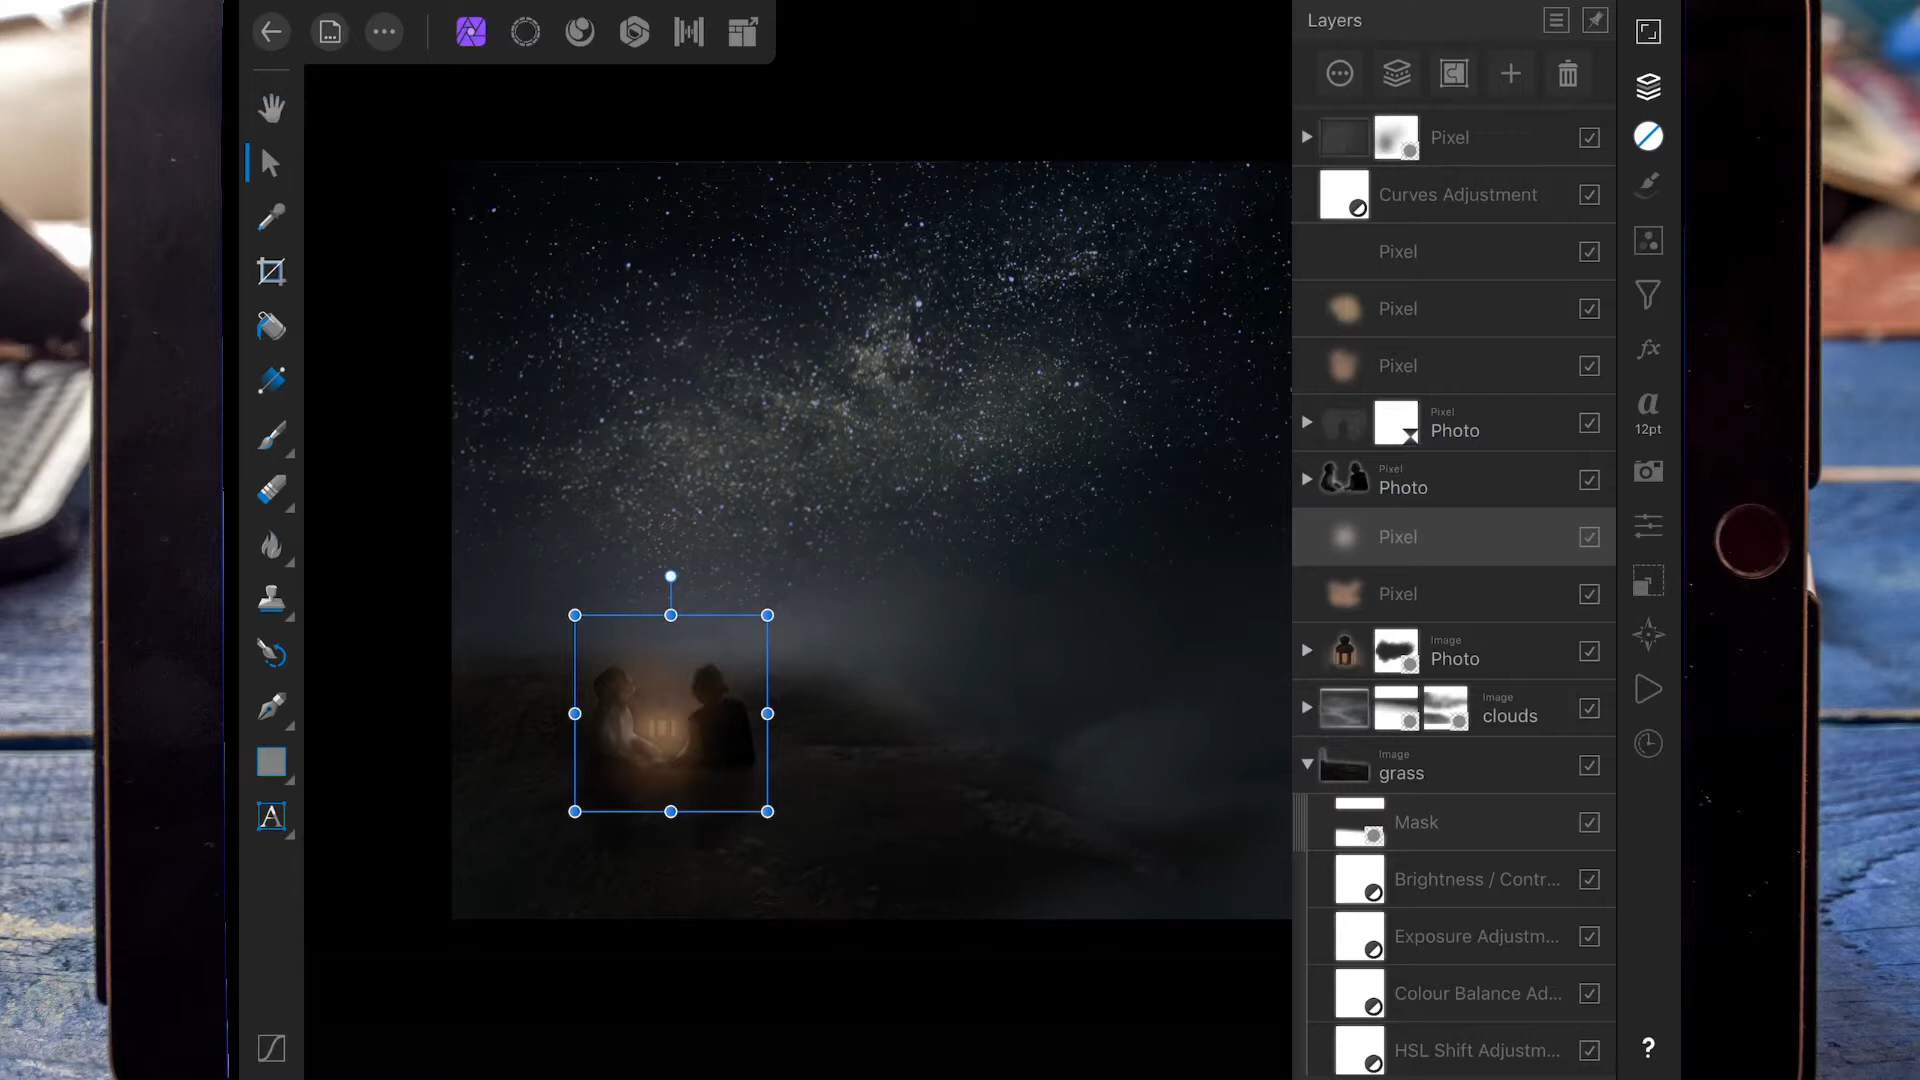 Layers
Pixel
Curves Adjustment
Pixel
Pixel
Pixel
Pixel
Photo
Pixel
Photo
Pixel
Pixel
Image
Photo
Image
clouds
Image
grass
Mask
Brightness / Contr...
Exposure Adjustm...
Colour Balance Ad...
HSL Shift Adjustm...
fx
a
12pt
A
?